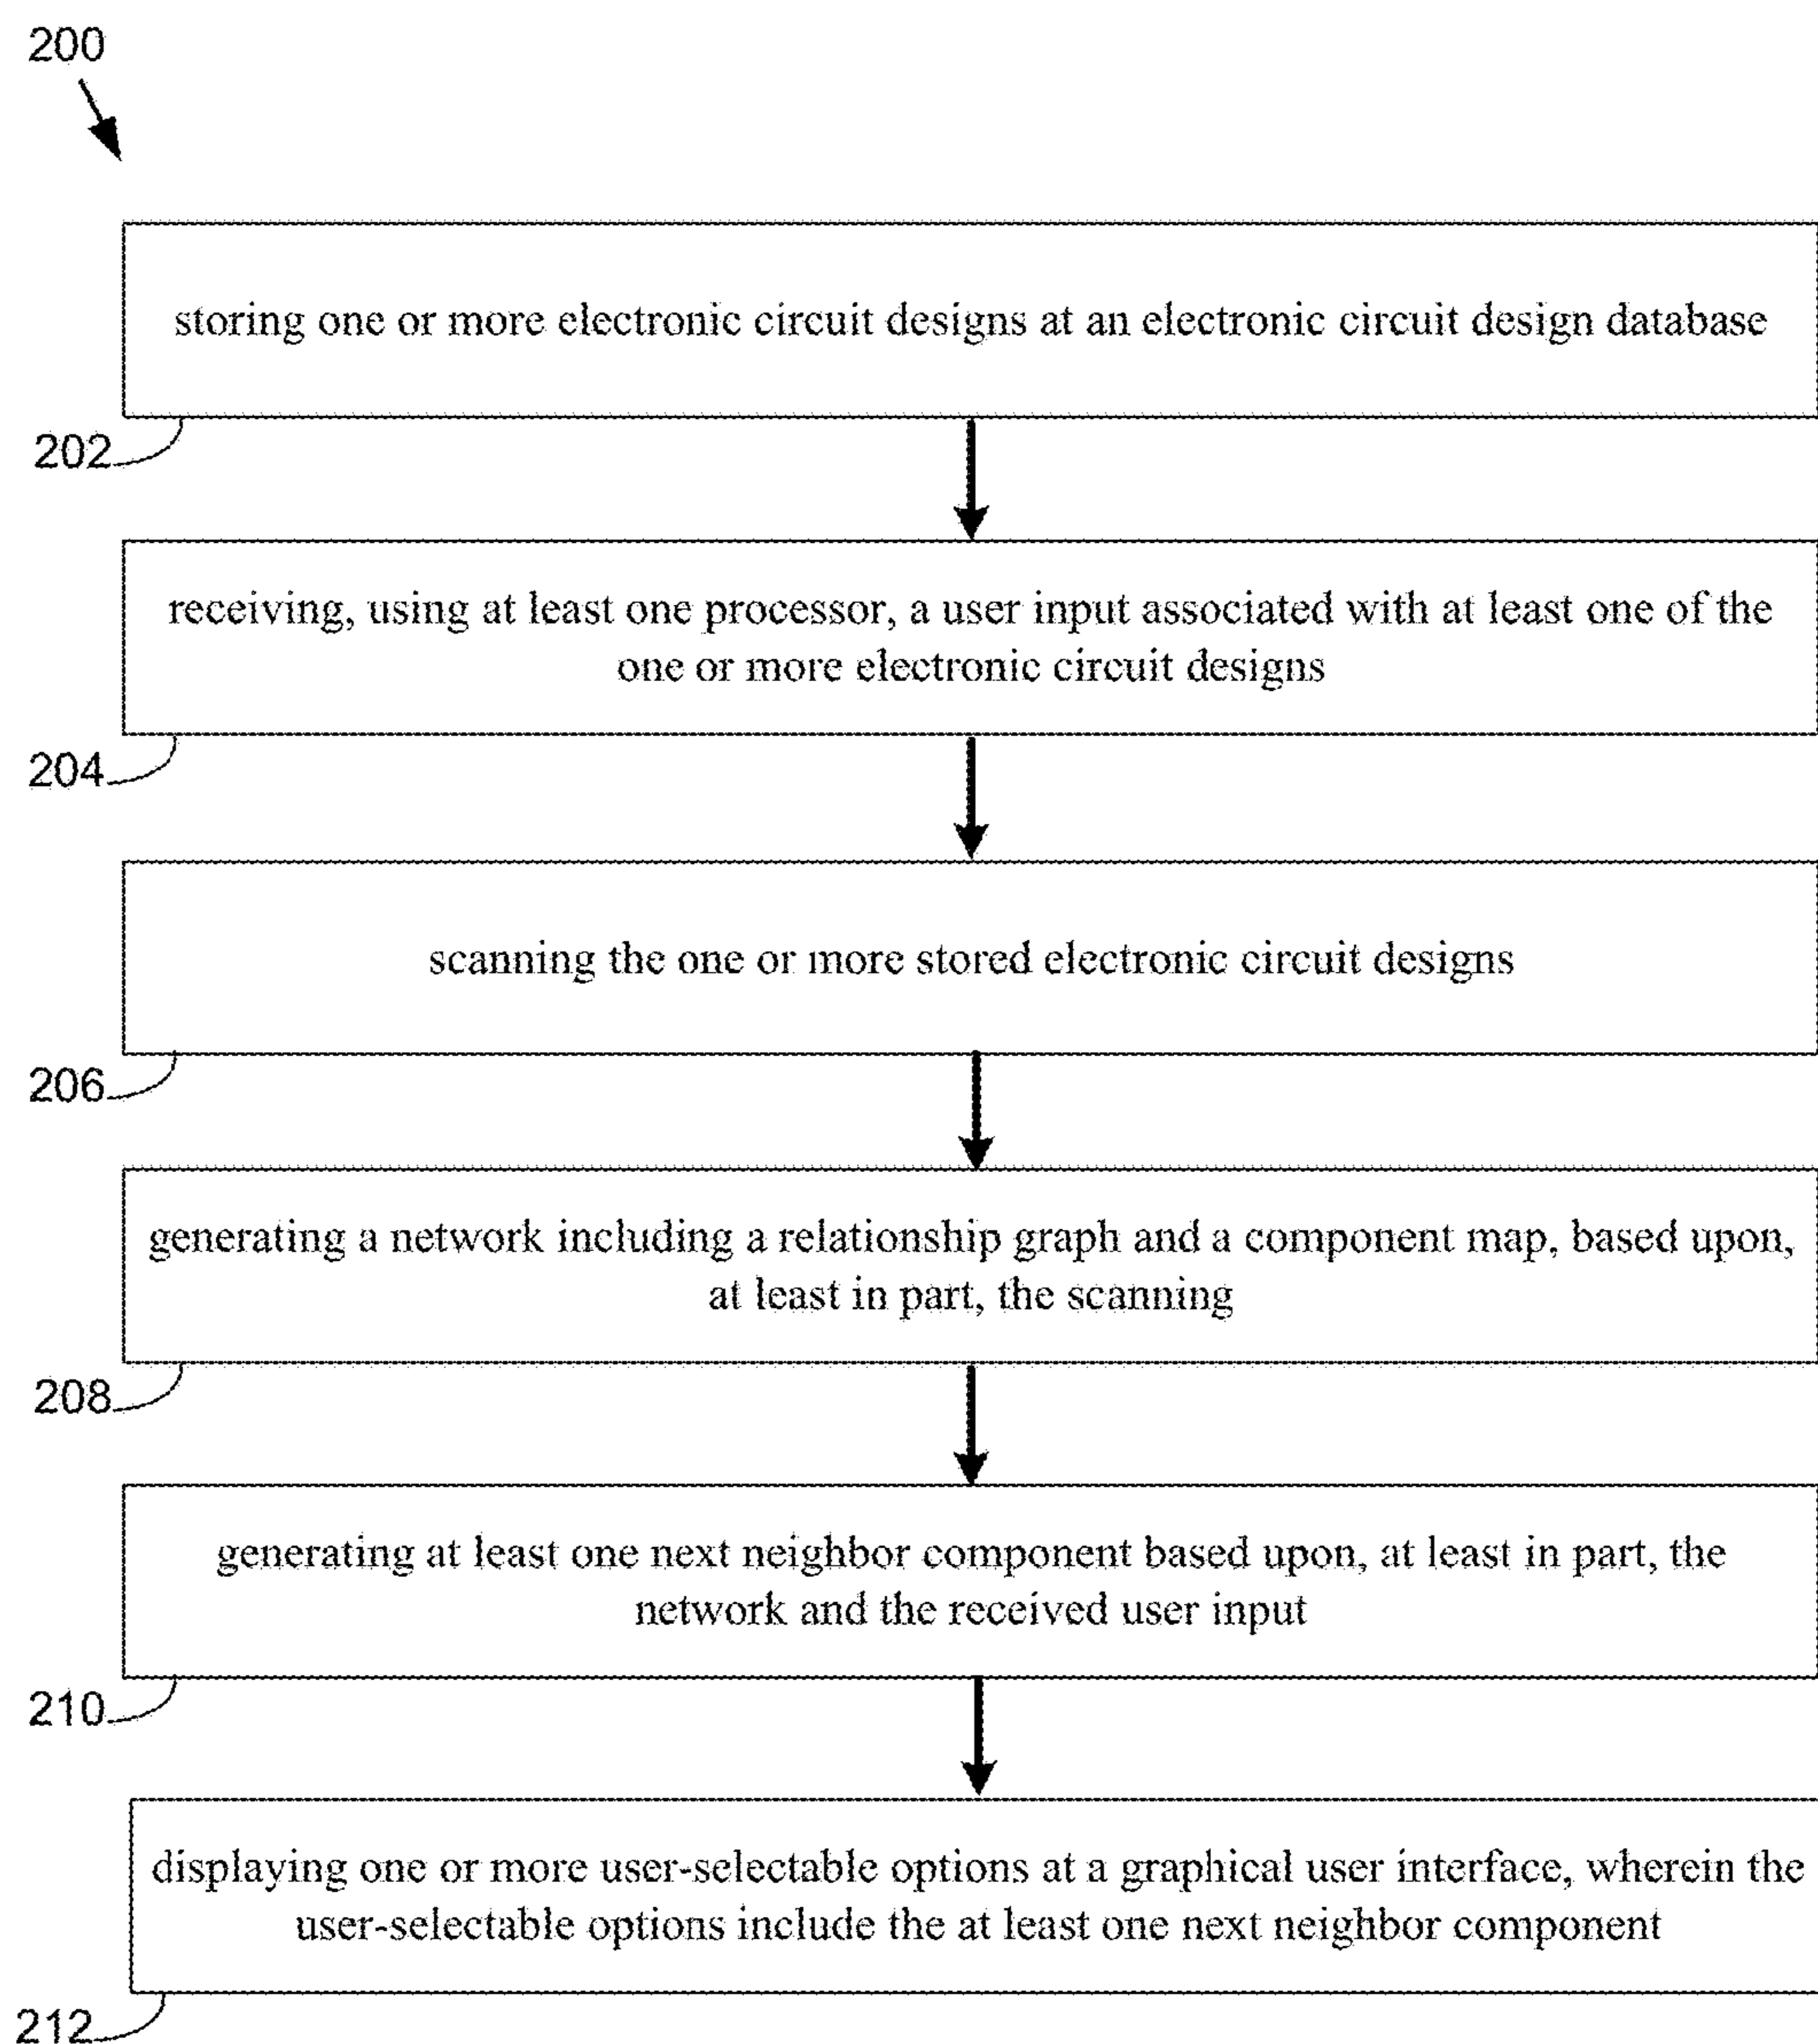 200
storing one or more electronic circuit designs at an electronic circuit design database
202
receiving, using at least one processor, a user input associated with at least one of the
one or more electronic circuit designs
204
scanning the one or more stored electronic circuit designs
206
generating a network including a relationship graph and a component map, based upon,
at least in part, the scanning
208
generating at least one next neighbor component based upon, at least in part, the
network and the received user input
210
displaying one or more user-selectable options at a graphical user interface, wherein the
user-selectable options include the at least one next neighbor component
212